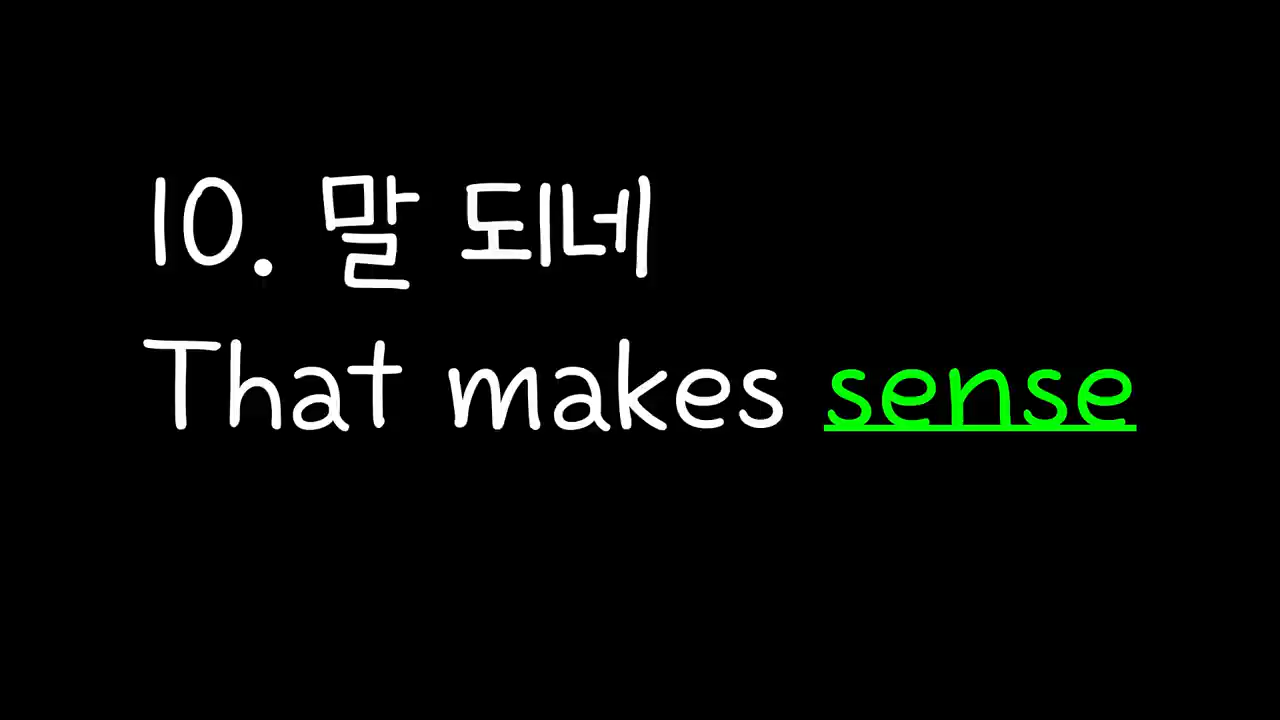 10. 말 되네
That makes sense